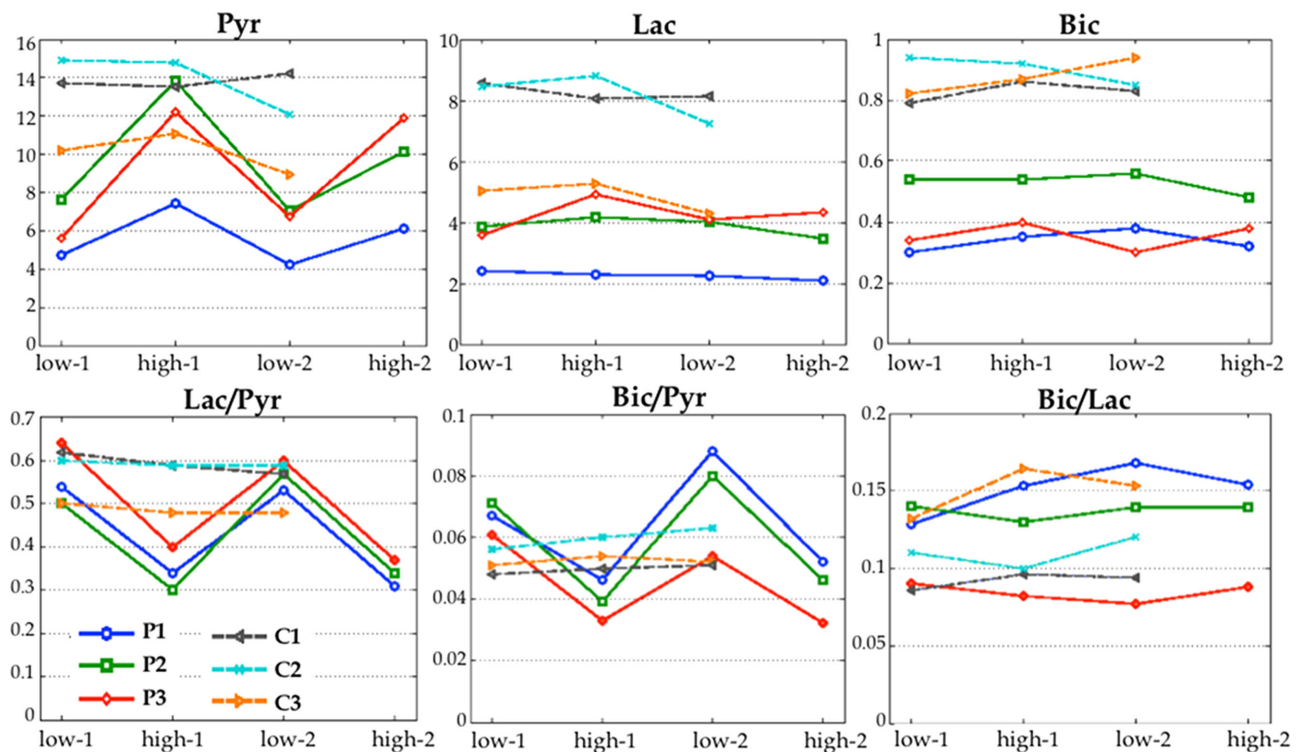 Pyr Lac Bic
16 10 1
14
12 8 0.8
10 6 0.6
8
6 4 0.4
4 2 0.2
2
0 0 0
low-1 high-1 low-2 high-2 low-1 high-1 low-2 high-2 low-1 high-1 low-2 high-2
Lac/Pyr Bic/Pyr Bic/Lac
0.7 0.1 0.2
0.6 0.08 0.15
0.5
0.4 0.06 0.1
0.3 0.04
0.2 0.02 0.05
0.1
0 0 0
P1 C1
P2 C2
P3 C3
low-1 high-1 low-2 high-2 low-1 high-1 low-2 high-2 low-1 high-1 low-2 high-2